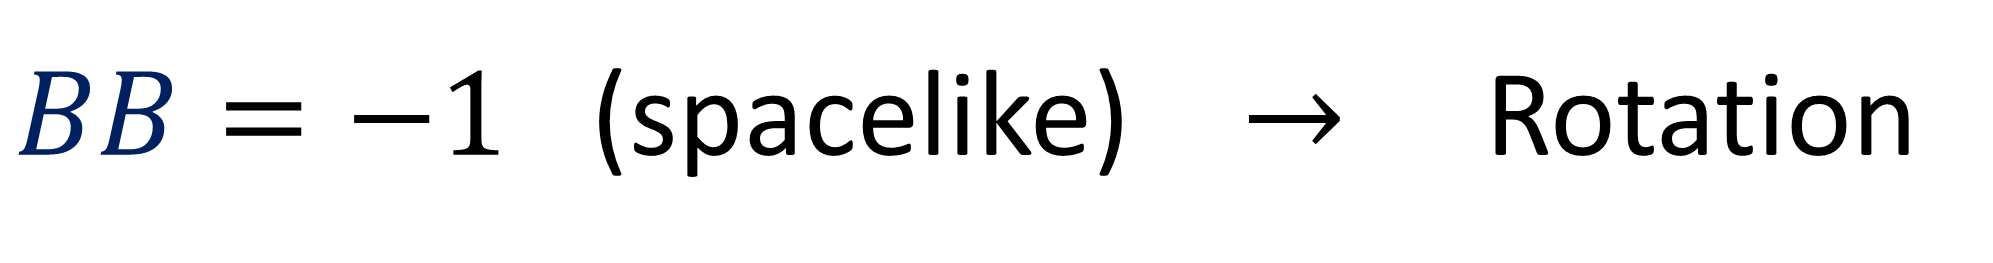 BB = −1 (spacelike) → Rotation